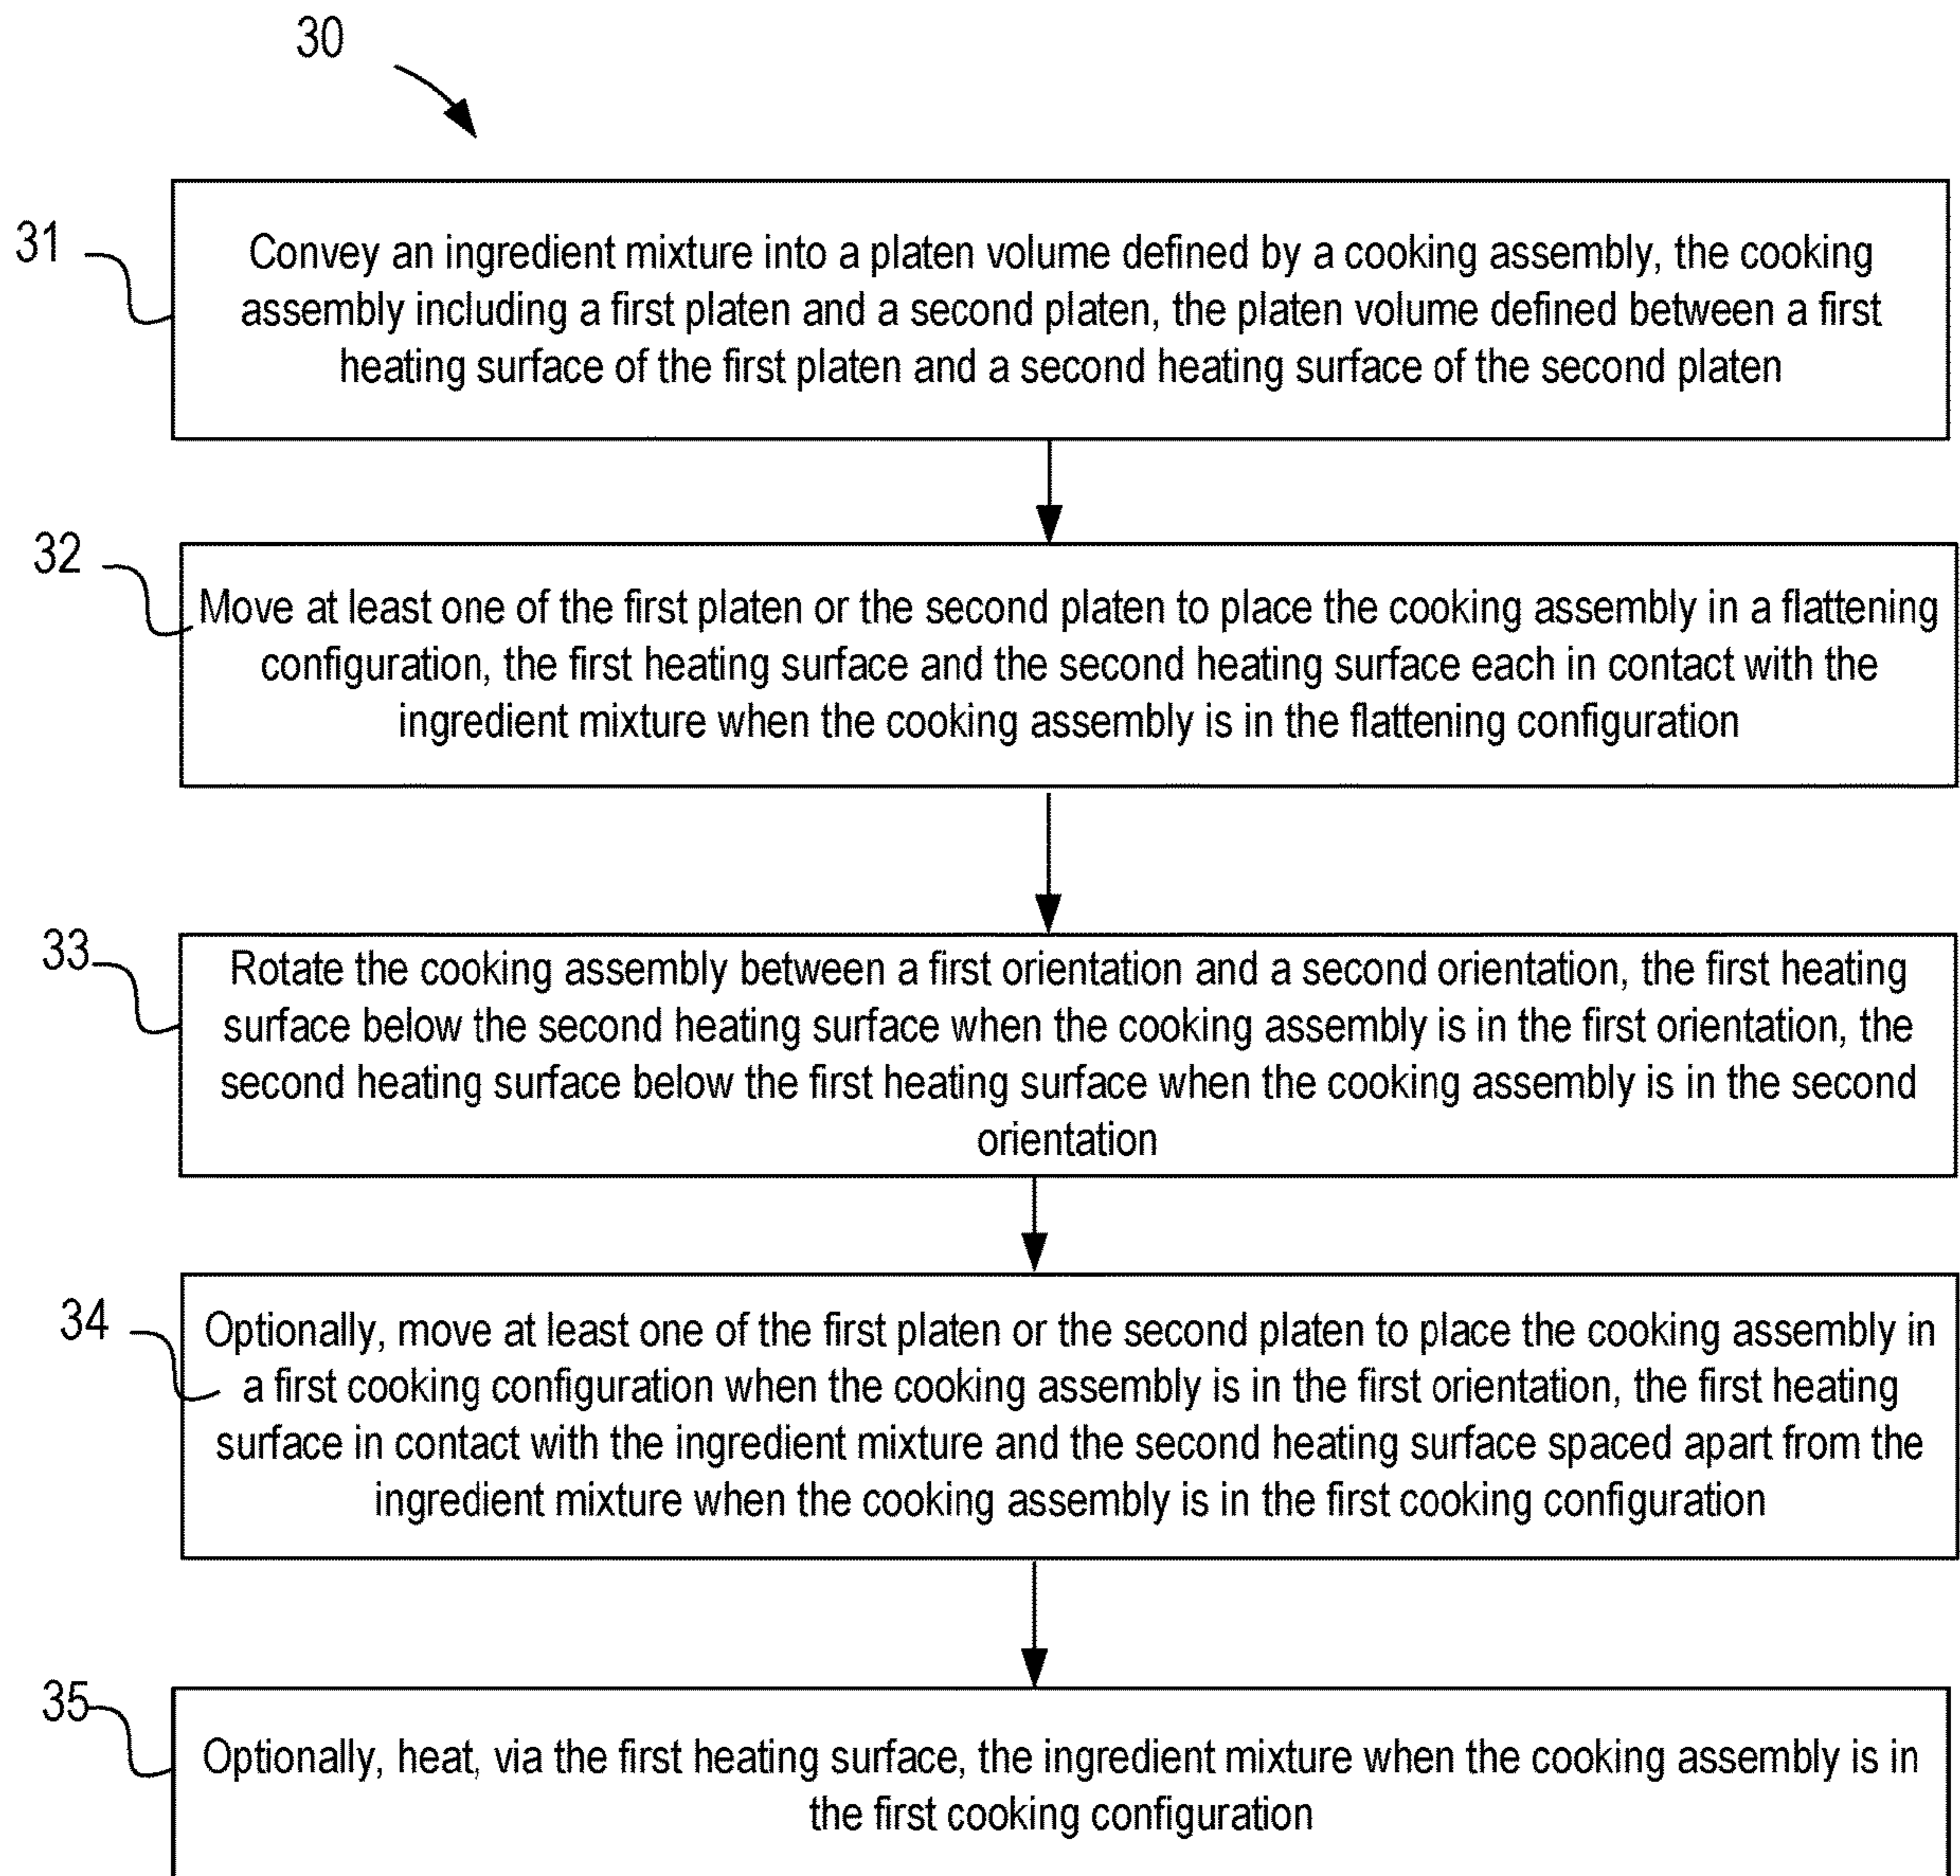 30
31
Convey an ingredient mixture into a platen volume defined by a cooking assembly, the cooking
assembly including a first platen and a second platen, the platen volume defined between a first
heating surface of the first platen and a second heating surface of the second platen
32
Move at least one of the first platen or the second platen to place the cooking assembly in a flattening
configuration, the first heating surface and the second heating surface each in contact with the
ingredient mixture when the cooking assembly is in the flattening configuration
33
Rotate the cooking assembly between a first orientation and a second orientation, the first heating
surface below the second heating surface when the cooking assembly is in the first orientation, the
second heating surface below the first heating surface when the cooking assembly is in the second
orientation
34
Optionally, move at least one of the first platen or the second platen to place the cooking assembly in
a first cooking configuration when the cooking assembly is in the first orientation, the first heating
surface in contact with the ingredient mixture and the second heating surface spaced apart from the
ingredient mixture when the cooking assembly is in the first cooking configuration
35
Optionally, heat, via the first heating surface, the ingredient mixture when the cooking assembly is in
the first cooking configuration